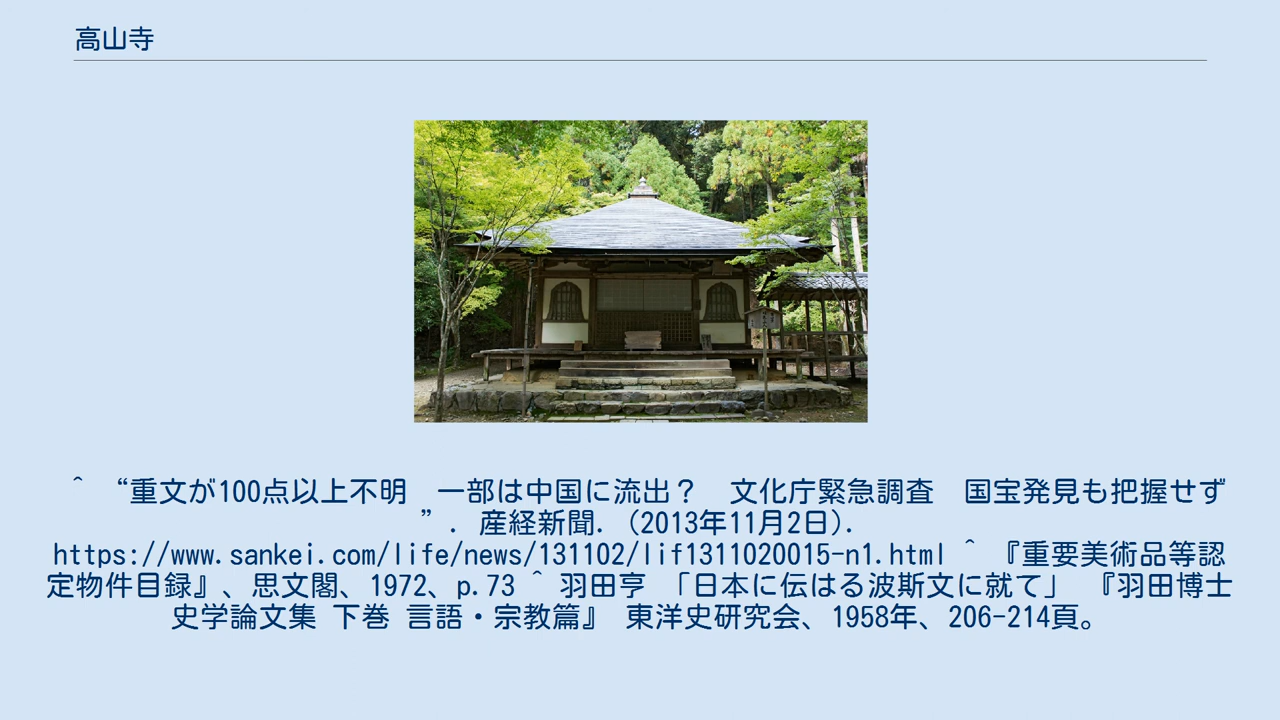 高山寺
^ “重文が100点以上不明　一部は中国に流出？　文化庁緊急調査　国宝発見も把握せず
”. 産経新聞. (2013年11月2日).
https://www.sankei.com/life/news/131102/lif1311020015-n1.html ^ 『重要美術品等認
定物件目録』、思文閣、1972、p.73 ^ 羽田亨 「日本に伝はる波斯文に就て」 『羽田博士
史学論文集 下巻 言語・宗教篇』 東洋史研究会、1958年、206-214頁。